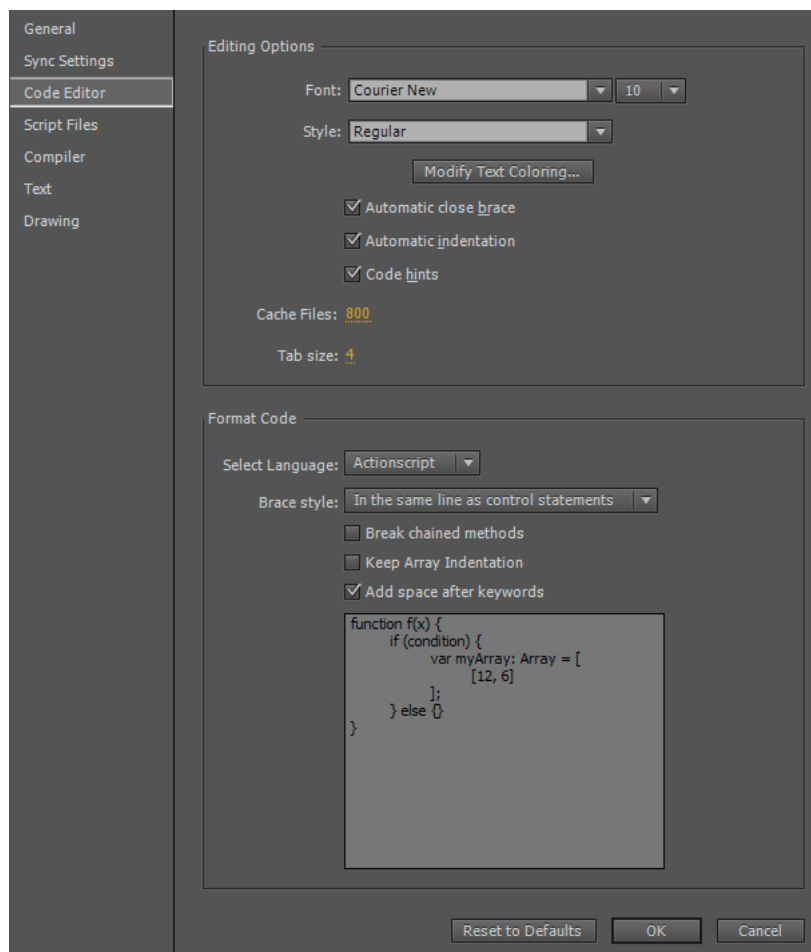 General
Sync Settings
Code Editor
Script Files
Compiler
Text
Drawing
Editing Options
Font: Courier New 10
Style: Regular
Modify Text Coloring...
Automatic close brace
Automatic indentation
Code hints
Cache Files: 800
Tab size: 4
Format Code
Select Language: Actionscript
Brace style: In the same line as control statements
Break chained methods
Keep Array Indentation
Add space after keywords
function f(x) {
if (condition) {
var myArray: Array = [
[12, 6]
];
} else {}
}
Reset to Defaults OK Cancel